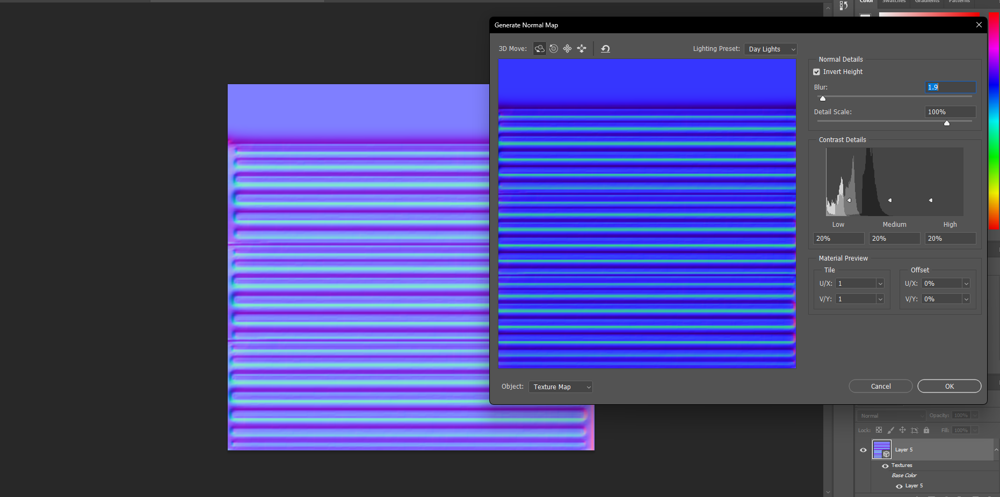 Color Swatches Gradients Patterns
Generate Normal Map
3D Move:
Lighting Preset: Day Lights
Normal Details
Invert Height
Blur: 1.9
Detail Scale: 100%
Contrast Details
Low Medium High
20% 20% 20%
Material Preview
Tile Offset
U/X: 1 U/X: 0%
V/Y: 1 V/Y: 0%
Object: Texture Map
Cancel OK
Normal Opacity: 100%
Lock: Fill: 100%
Layer 5
Textures
Base Color
Layer 5